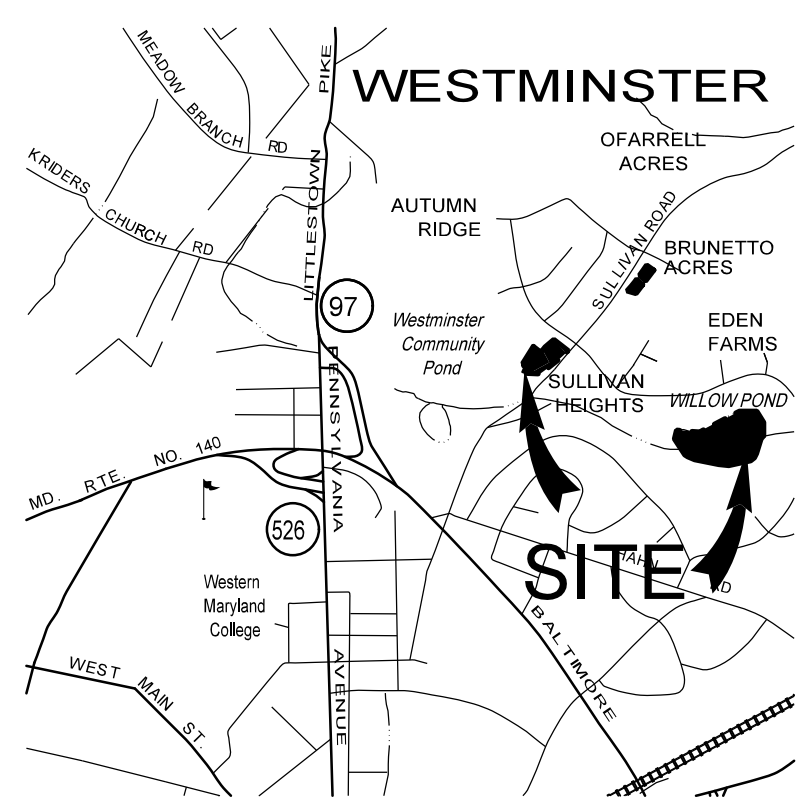 WESTMINSTER
PIKE
MEADOW BRANCH RD
OFARRELL
ACRES
KRIDERS CHURCH RD
LITTLESTOWN
AUTUMN
RIDGE
SULLIVAN ROAD
BRUNETTO
ACRES
97
Westminster
Community
Pond
EDEN
FARMS
SULLIVAN
HEIGHTS
WILLOW POND
PENNSYLVANIA
MD. RTE. NO. 140
526
SITE
HAHN RD
Western
Maryland
College
BALTIMORE
WEST MAIN ST.
AVENUE